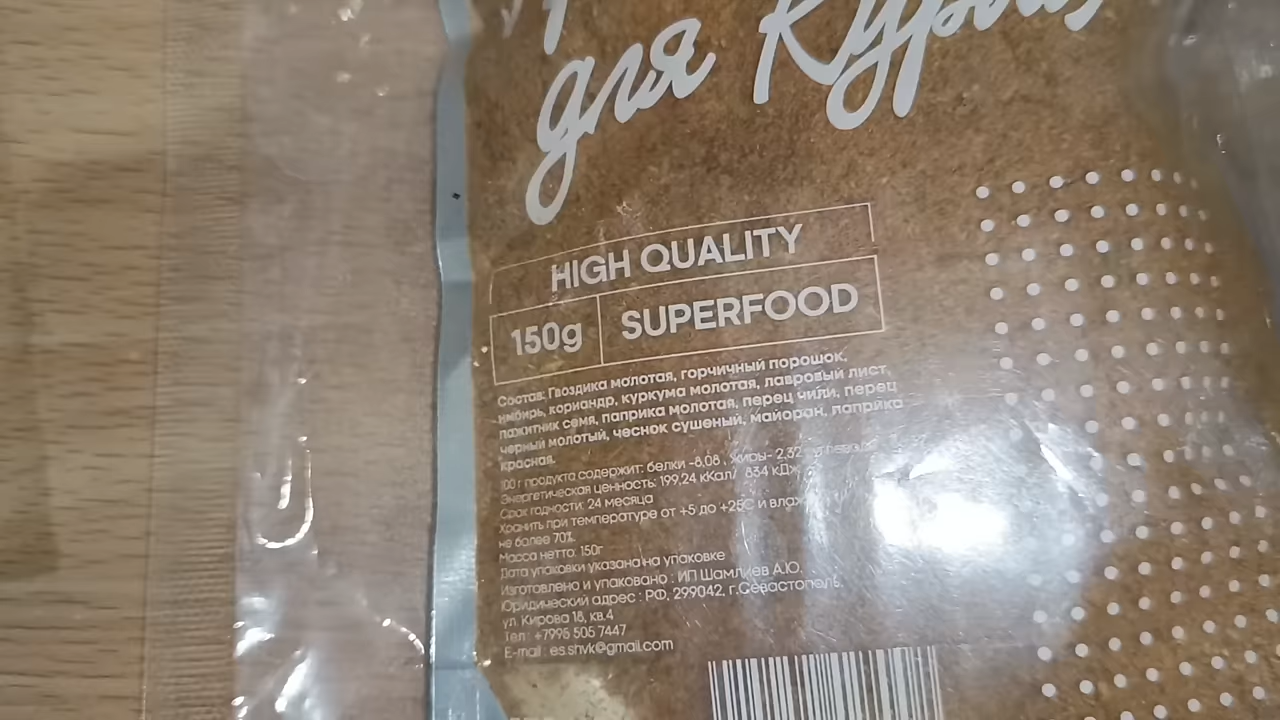 для Курицы
HIGH QUALITY
150g SUPERFOOD
Состав: Гвоздика молотая, горчичный порошок,
имбирь, кориандр, куркума молотая, лавровый лист,
пажитник семя, паприка молотая, перец чили, перец
черный молотый, чеснок сушеный, майоран, паприка
красная.
100 г продукта содержит: белки -8,08 , жиры- 2,32
Энергетическая ценность: 199,24 кКал/ 834 кДж
Срок годности: 24 месяца
Хранить при температуре от +5 до +25С и
не более 70%.
Масса нетто: 150г
Дата упаковки указана на упаковке
Изготовлено и упаковано : ИП Шамлиев А.Ю.
Юридический адрес : РФ, 299042, г.Севастополь,
ул. Кирова 18, кв.4
Тел : +7995 505 7447
E-mail : es.shvk@gmail.com